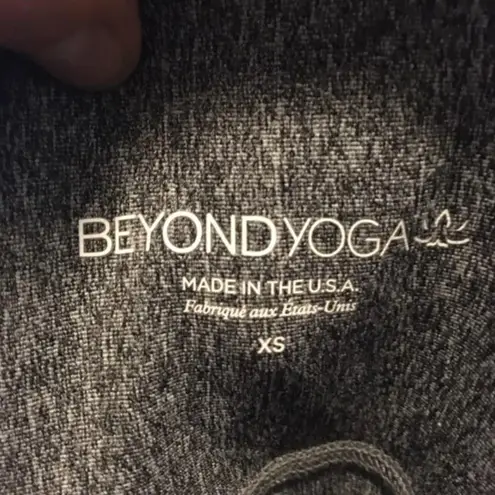 BEYOND YOGA
MADE IN THE U.S.A.
Fabriqué aux États-Unis
XS